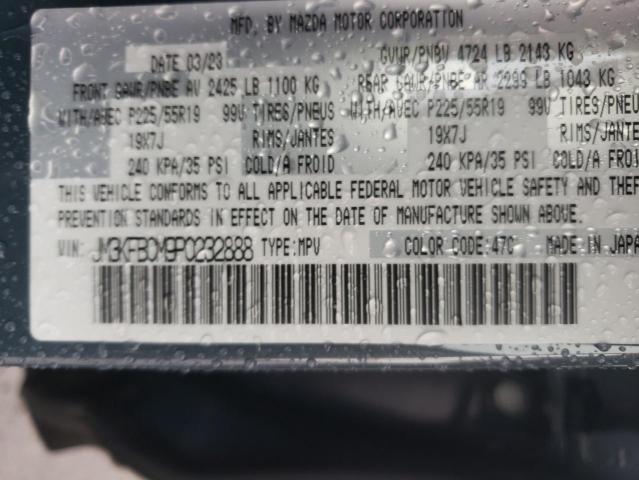 MFD. BY MAZDA MOTOR CORPORATION
DATE 03/23 GVWR/PNBV 4724 LB 2143 KG
FRONT GAWR/PNBE AV 2425 LB 1100 KG REAR GAWR/PNBE AR 2299 LB 1043 KG
WITH/AVEC P225/55R19 99V TIRES/PNEUS WITH/AVEC P225/55R19 99V TIRES/PNEU
19X7J RIMS/JANTES 19X7J RIMS/JANTES
240 KPA/35 PSI COLD/A FROID 240 KPA/35 PSI COLD/A FROID
THIS VEHICLE CONFORMS TO ALL APPLICABLE FEDERAL MOTOR VEHICLE SAFETY AND THEF
PREVENTION STANDARDS IN EFFECT ON THE DATE OF MANUFACTURE SHOWN ABOVE.
VIN: JM3KFBCM9P0232888 TYPE:MPV COLOR CODE:47C MADE IN JAPA